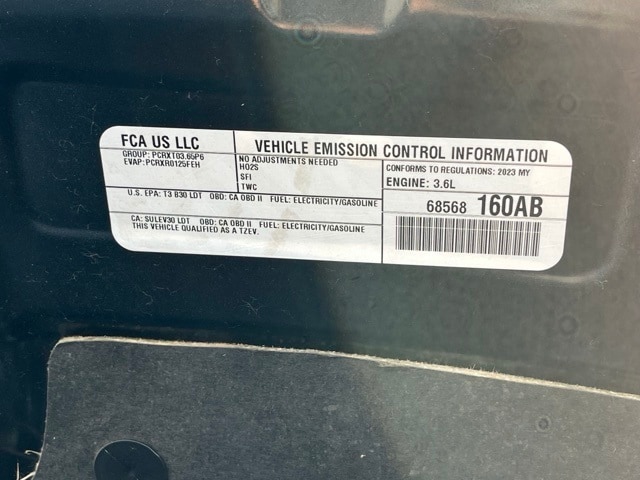 FCA US LLC
GROUP: PCRXT03.65P6
EVAP: PCRXR0125FEH
VEHICLE EMISSION CONTROL INFORMATION
NO ADJUSTMENTS NEEDED
HO2S
SFI
TWC
CONFORMS TO REGULATIONS: 2023 MY
ENGINE: 3.6L
U.S. EPA: T3 B30 LDT OBD: CA OBD II FUEL: ELECTRICITY/GASOLINE
68568 160AB
CA: SULEV30 LDT OBD: CA OBD II FUEL: ELECTRICITY/GASOLINE
THIS VEHICLE QUALIFIED AS A TZEV.